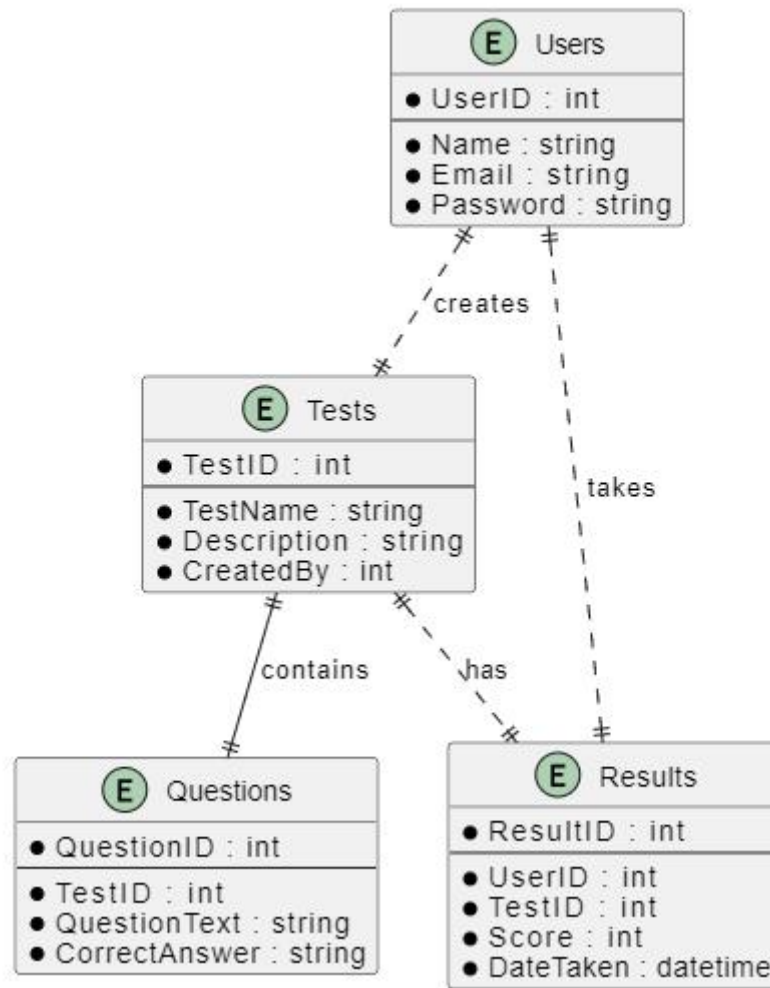 E Users
UserID : int
Name : string
Email : string
Password : string
creates
takes
E Tests
TestID : int
TestName : string
Description : string
CreatedBy : int
contains
has
E Questions
QuestionID : int
TestID : int
QuestionText : string
CorrectAnswer : string
E Results
ResultID : int
UserID : int
TestID : int
Score : int
DateTaken : datetime